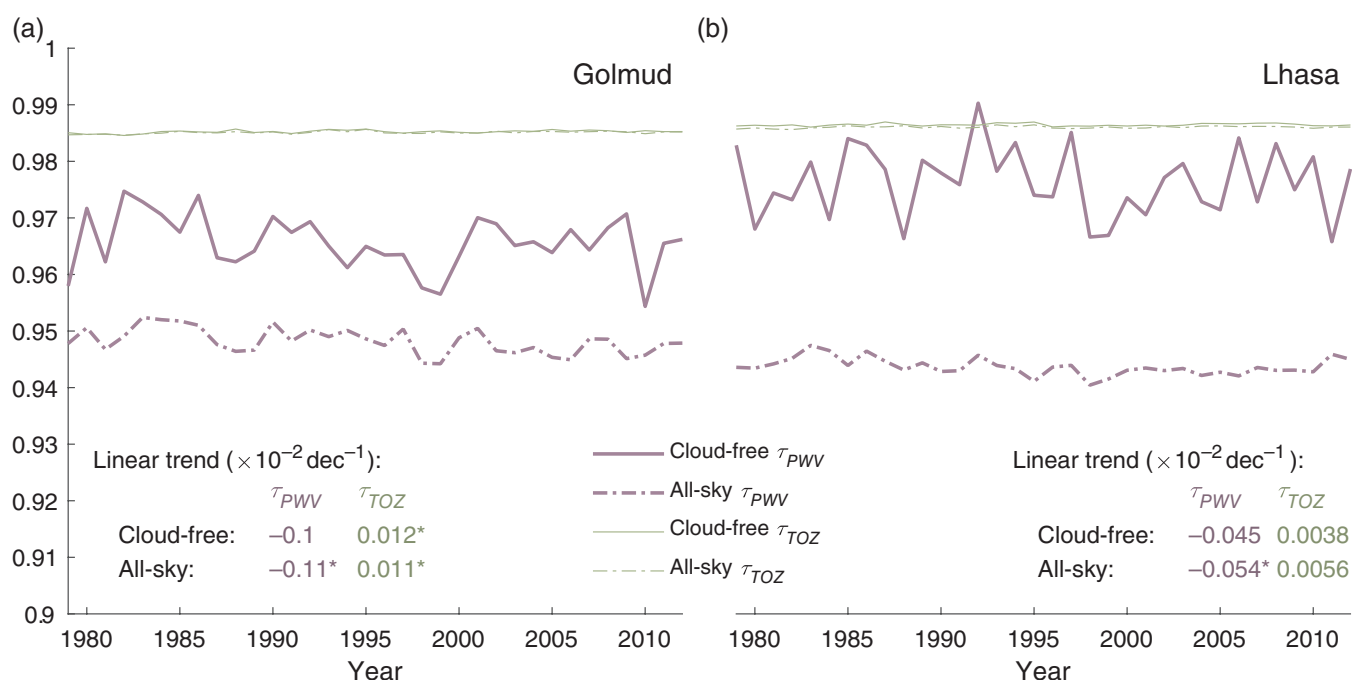 (a)
Golmud
1
0.99
0.98
0.97
0.96
0.95
0.94
0.93
0.92
0.91
0.9
Linear trend (×10⁻² dec⁻¹):
τPWV τTOZ
Cloud-free: –0.1 0.012*
All-sky: –0.11* 0.011*
1980 1985 1990 1995 2000 2005 2010
Year
Cloud-free τPWV
All-sky τPWV
Cloud-free τTOZ
All-sky τTOZ
(b)
Lhasa
Linear trend (×10⁻² dec⁻¹):
τPWV τTOZ
Cloud-free: –0.045 0.0038
All-sky: –0.054* 0.0056
1980 1985 1990 1995 2000 2005 2010
Year